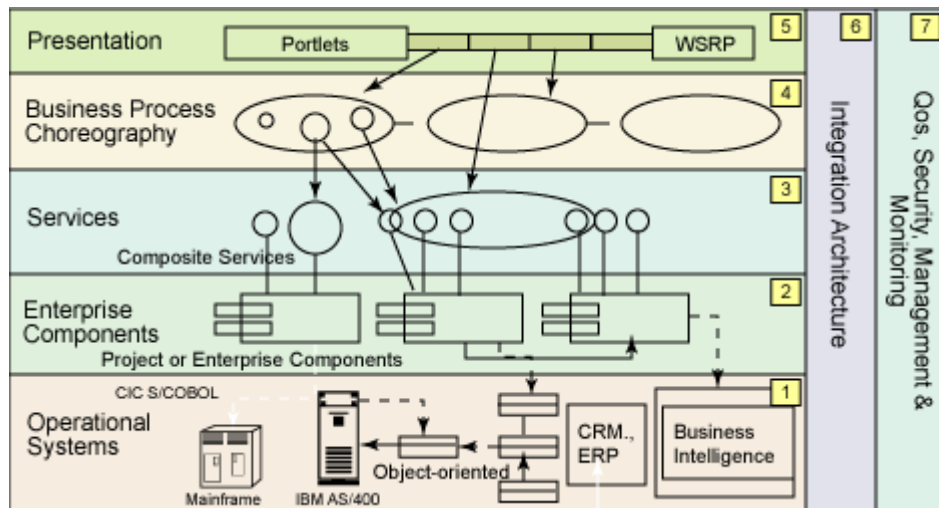 Presentation
Portlets
WSRP
5
Business Process
Choreography
4
Services
Composite Services
3
Enterprise
Components
Project or Enterprise Components
2
CIC S/COBOL
Operational
Systems
Mainframe
IBM AS/400
Object-oriented
CRM.,
ERP
Business
Intelligence
1
6
Integration Architecture
7
Qos, Security, Management &
Monitoring